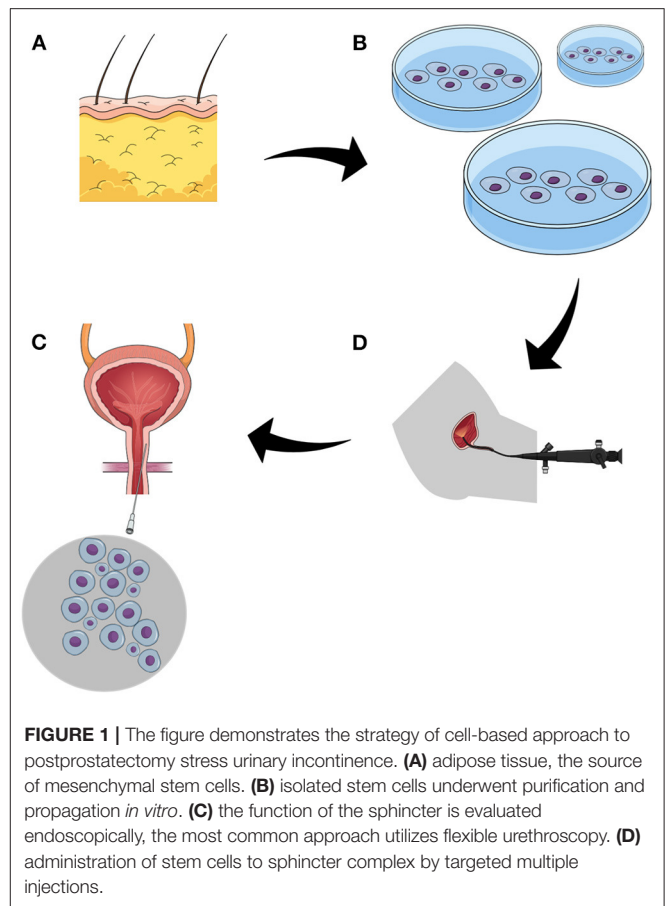 A
B
C
D
FIGURE 1 | The figure demonstrates the strategy of cell-based approach to
postprostatectomy stress urinary incontinence. (A) adipose tissue, the source
of mesenchymal stem cells. (B) isolated stem cells underwent purification and
propagation in vitro. (C) the function of the sphincter is evaluated
endoscopically, the most common approach utilizes flexible urethroscopy. (D)
administration of stem cells to sphincter complex by targeted multiple
injections.